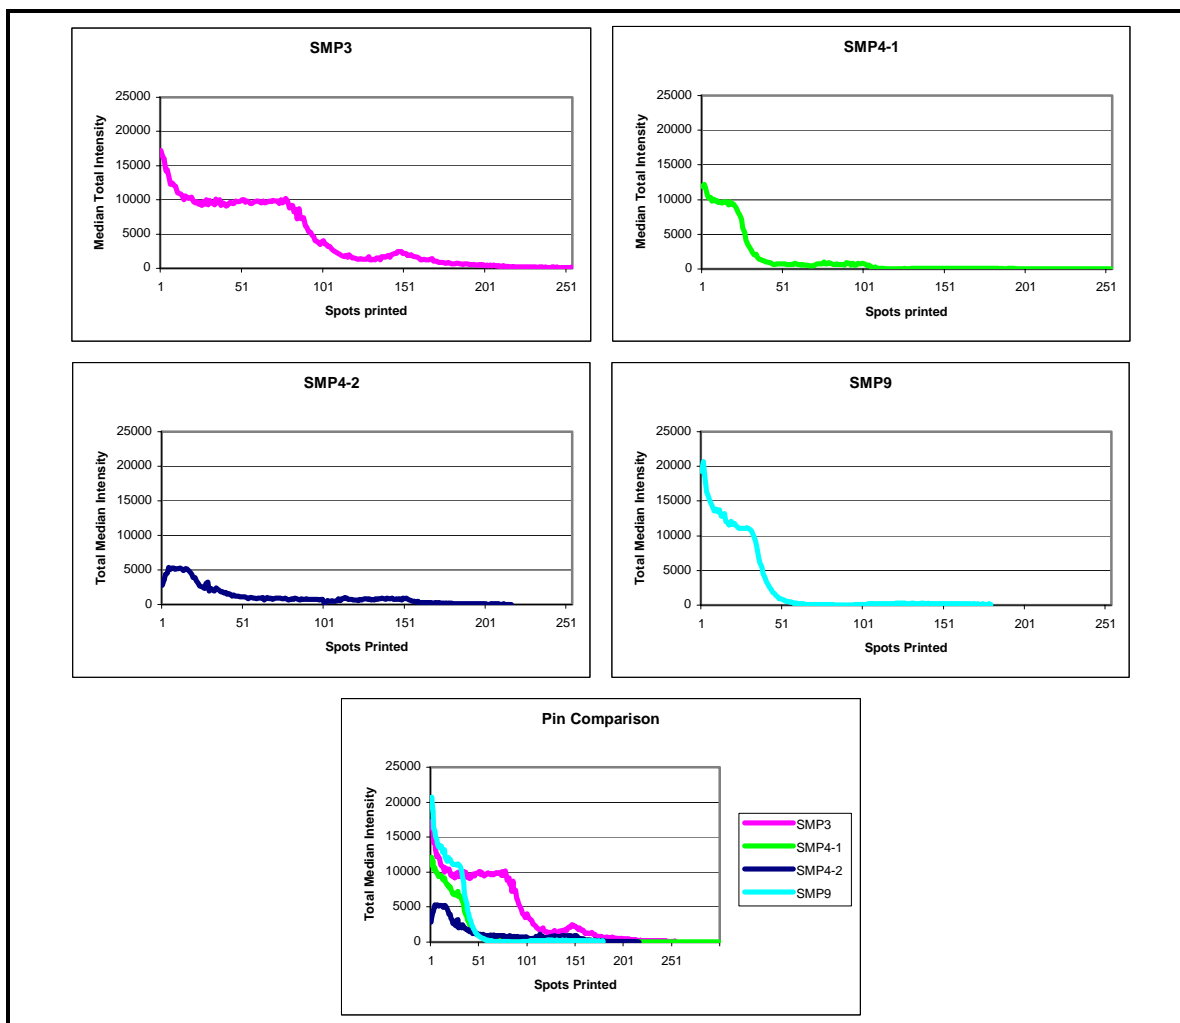 SMP3
Median Total Intensity
25000
20000
15000
10000
5000
0
1 51 101 151 201 251
Spots printed
SMP4-1
Median Total Intensity
25000
20000
15000
10000
5000
0
1 51 101 151 201 251
Spots printed
SMP4-2
Total Median Intensity
25000
20000
15000
10000
5000
0
1 51 101 151 201 251
Spots Printed
SMP9
Total Median Intensity
25000
20000
15000
10000
5000
0
1 51 101 151 201 251
Spots Printed
Pin Comparison
Total Median Intensity
25000
20000
15000
10000
5000
0
1 51 101 151 201 251
Spots Printed
SMP3
SMP4-1
SMP4-2
SMP9